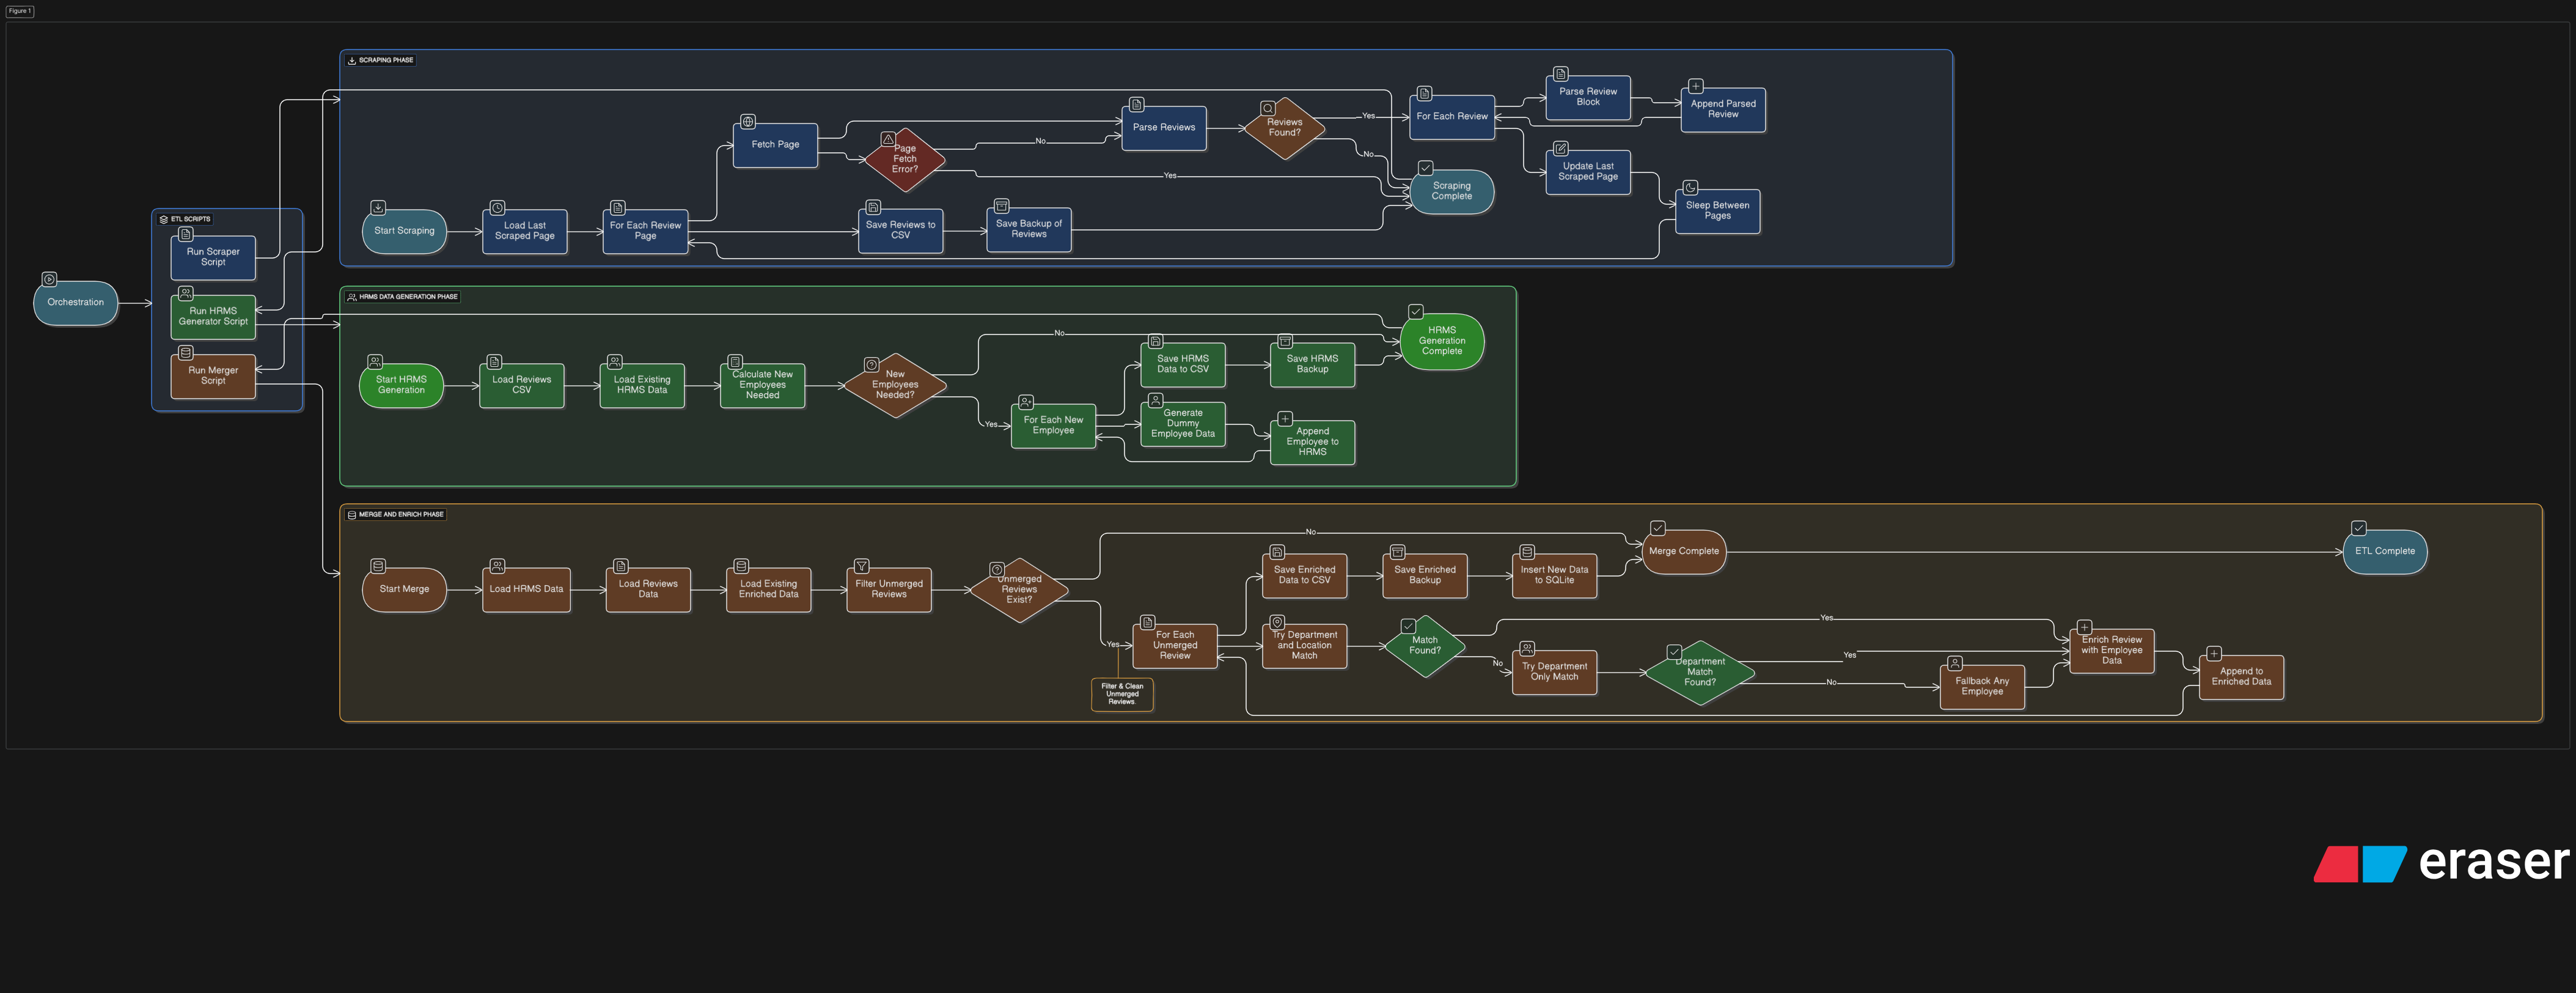 Figure 1
SCRAPING PHASE
Start Scraping
Load Last
Scraped Page
For Each Review
Page
Fetch Page
Page
Fetch
Error?
No
Yes
Parse Reviews
Reviews
Found?
Yes
No
For Each Review
Parse Review
Block
Append Parsed
Review
Update Last
Scraped Page
Sleep Between
Pages
Scraping
Complete
Save Reviews to
CSV
Save Backup of
Reviews
Orchestration
ETL SCRIPTS
Run Scraper
Script
Run HRMS
Generator Script
Run Merger
Script
HRMS DATA GENERATION PHASE
Start HRMS
Generation
Load Reviews
CSV
Load Existing
HRMS Data
Calculate New
Employees
Needed
New
Employees
Needed?
No
Yes
For Each New
Employee
Save HRMS
Data to CSV
Save HRMS
Backup
Generate
Dummy
Employee Data
Append
Employee to
HRMS
HRMS
Generation
Complete
MERGE AND ENRICH PHASE
Start Merge
Load HRMS Data
Load Reviews
Data
Load Existing
Enriched Data
Filter Unmerged
Reviews
Unmerged
Reviews
Exist?
No
Yes
Filter & Clean
Unmerged
Reviews.
For Each
Unmerged
Review
Save Enriched
Data to CSV
Save Enriched
Backup
Insert New Data
to SQLite
Merge Complete
ETL Complete
Try Department
and Location
Match
Match
Found?
Yes
No
Try Department
Only Match
Department
Match
Found?
Yes
No
Fallback Any
Employee
Enrich Review
with Employee
Data
Append to
Enriched Data
eraser